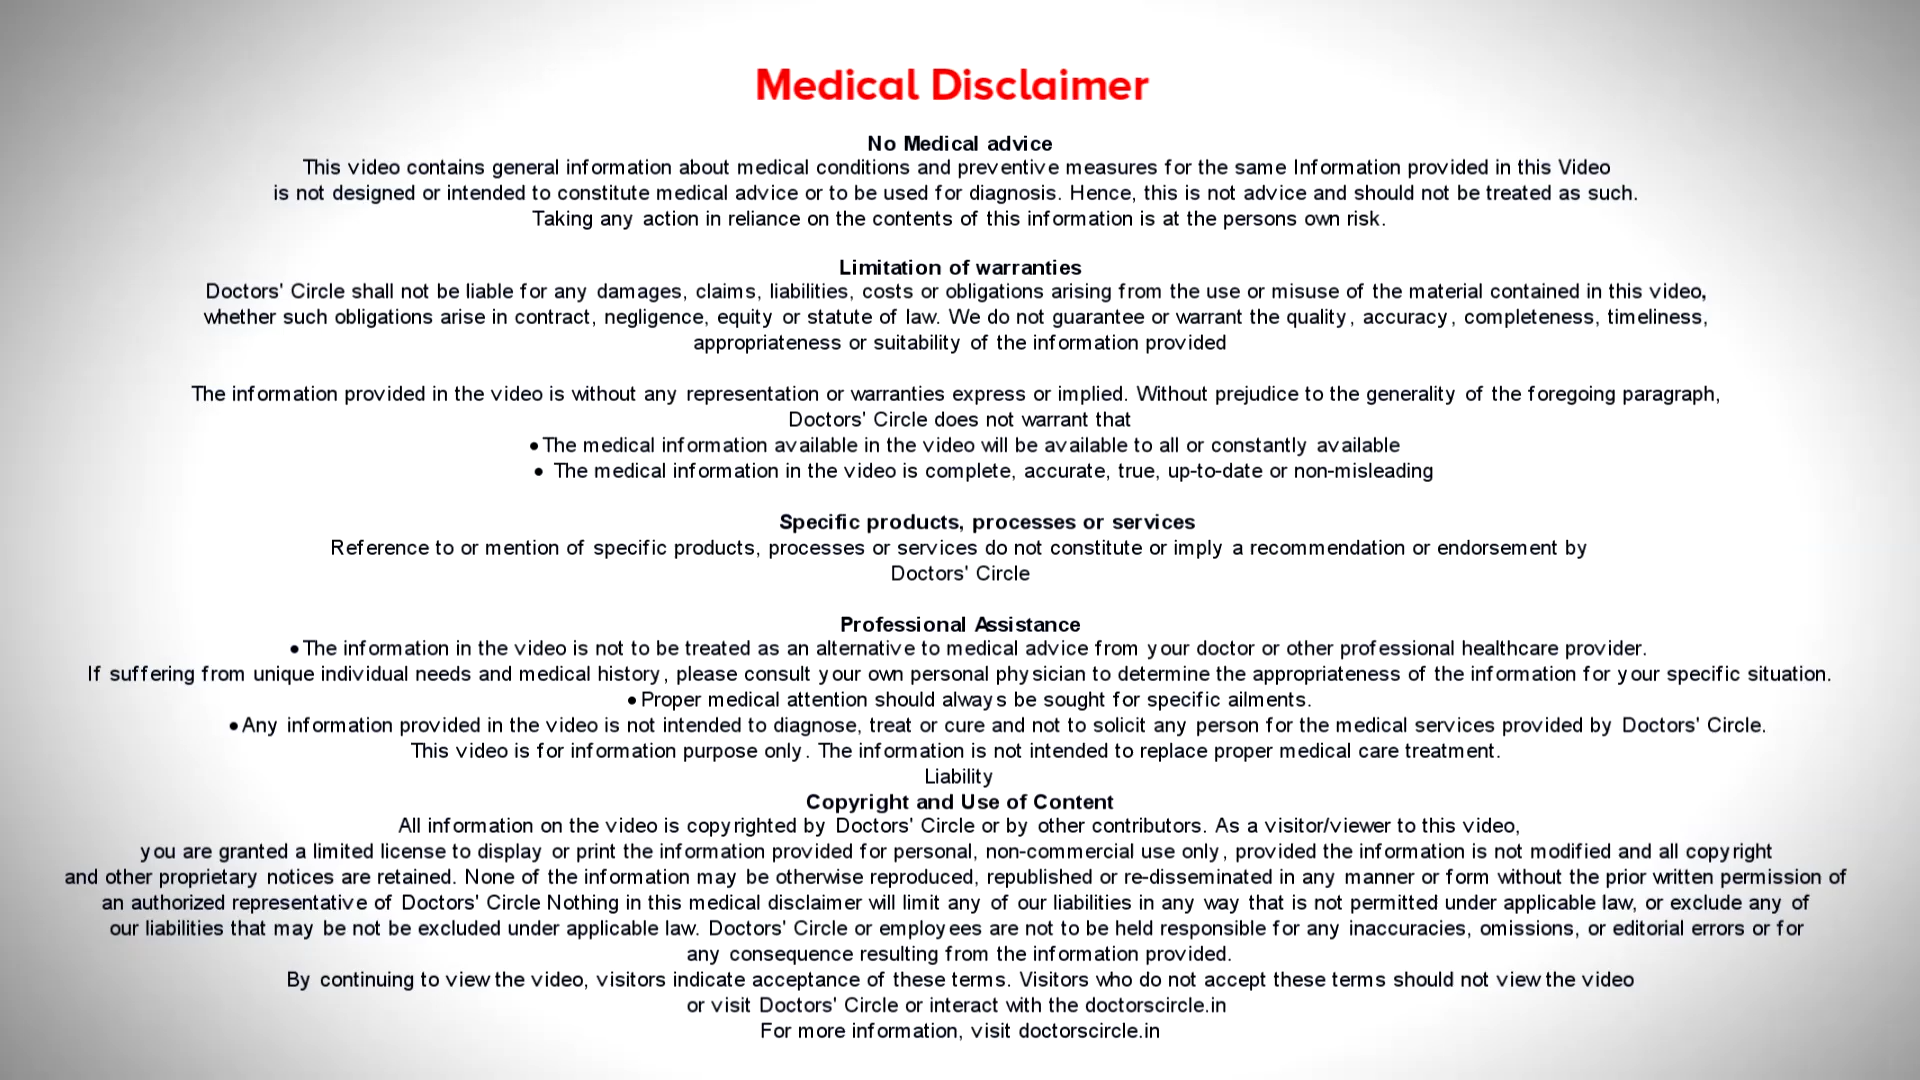 Medical Disclaimer
No Medical advice
This video contains general information about medical conditions and preventive measures for the same Information provided in this Video
is not designed or intended to constitute medical advice or to be used for diagnosis. Hence, this is not advice and should not be treated as such.
Taking any action in reliance on the contents of this information is at the persons own risk.
Limitation of warranties
Doctors' Circle shall not be liable for any damages, claims, liabilities, costs or obligations arising from the use or misuse of the material contained in this video,
whether such obligations arise in contract, negligence, equity or statute of law. We do not guarantee or warrant the quality, accuracy, completeness, timeliness,
appropriateness or suitability of the information provided
The information provided in the video is without any representation or warranties express or implied. Without prejudice to the generality of the foregoing paragraph,
Doctors' Circle does not warrant that
• The medical information available in the video will be available to all or constantly available
• The medical information in the video is complete, accurate, true, up-to-date or non-misleading
Specific products, processes or services
Reference to or mention of specific products, processes or services do not constitute or imply a recommendation or endorsement by
Doctors' Circle
Professional Assistance
• The information in the video is not to be treated as an alternative to medical advice from your doctor or other professional healthcare provider.
If suffering from unique individual needs and medical history, please consult your own personal physician to determine the appropriateness of the information for your specific situation.
• Proper medical attention should always be sought for specific ailments.
• Any information provided in the video is not intended to diagnose, treat or cure and not to solicit any person for the medical services provided by Doctors' Circle.
This video is for information purpose only. The information is not intended to replace proper medical care treatment.
Liability
Copyright and Use of Content
All information on the video is copyrighted by Doctors' Circle or by other contributors. As a visitor/viewer to this video,
you are granted a limited license to display or print the information provided for personal, non-commercial use only, provided the information is not modified and all copyright
and other proprietary notices are retained. None of the information may be otherwise reproduced, republished or re-disseminated in any manner or form without the prior written permission of
an authorized representative of Doctors' Circle Nothing in this medical disclaimer will limit any of our liabilities in any way that is not permitted under applicable law, or exclude any of
our liabilities that may be not be excluded under applicable law. Doctors' Circle or employees are not to be held responsible for any inaccuracies, omissions, or editorial errors or for
any consequence resulting from the information provided.
By continuing to view the video, visitors indicate acceptance of these terms. Visitors who do not accept these terms should not view the video
or visit Doctors' Circle or interact with the doctorscircle.in
For more information, visit doctorscircle.in